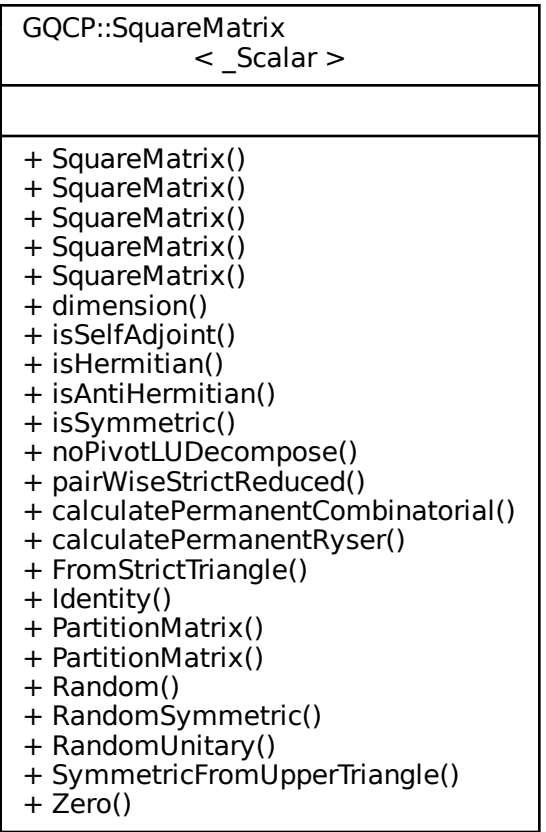 GQCP::SquareMatrix
< _Scalar >
+ SquareMatrix()
+ SquareMatrix()
+ SquareMatrix()
+ SquareMatrix()
+ SquareMatrix()
+ dimension()
+ isSelfAdjoint()
+ isHermitian()
+ isAntiHermitian()
+ isSymmetric()
+ noPivotLUDecompose()
+ pairWiseStrictReduced()
+ calculatePermanentCombinatorial()
+ calculatePermanentRyser()
+ FromStrictTriangle()
+ Identity()
+ PartitionMatrix()
+ PartitionMatrix()
+ Random()
+ RandomSymmetric()
+ RandomUnitary()
+ SymmetricFromUpperTriangle()
+ Zero()